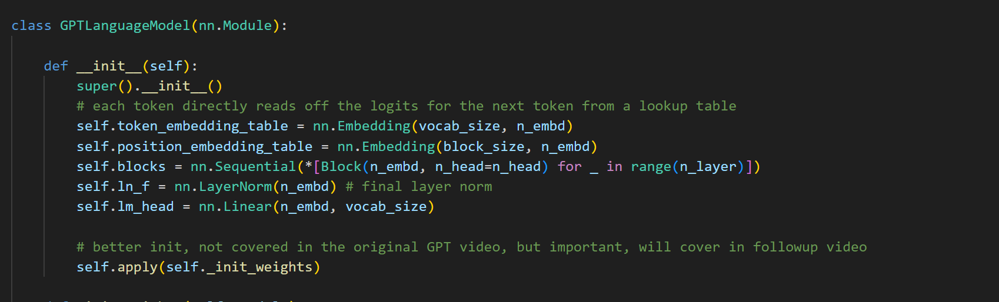 class GPTLanguageModel(nn.Module):
def __init__(self):
super().__init__()
# each token directly reads off the logits for the next token from a lookup table
self.token_embedding_table = nn.Embedding(vocab_size, n_embd)
self.position_embedding_table = nn.Embedding(block_size, n_embd)
self.blocks = nn.Sequential(*[Block(n_embd, n_head=n_head) for _ in range(n_layer)])
self.ln_f = nn.LayerNorm(n_embd) # final layer norm
self.lm_head = nn.Linear(n_embd, vocab_size)
# better init, not covered in the original GPT video, but important, will cover in followup video
self.apply(self._init_weights)